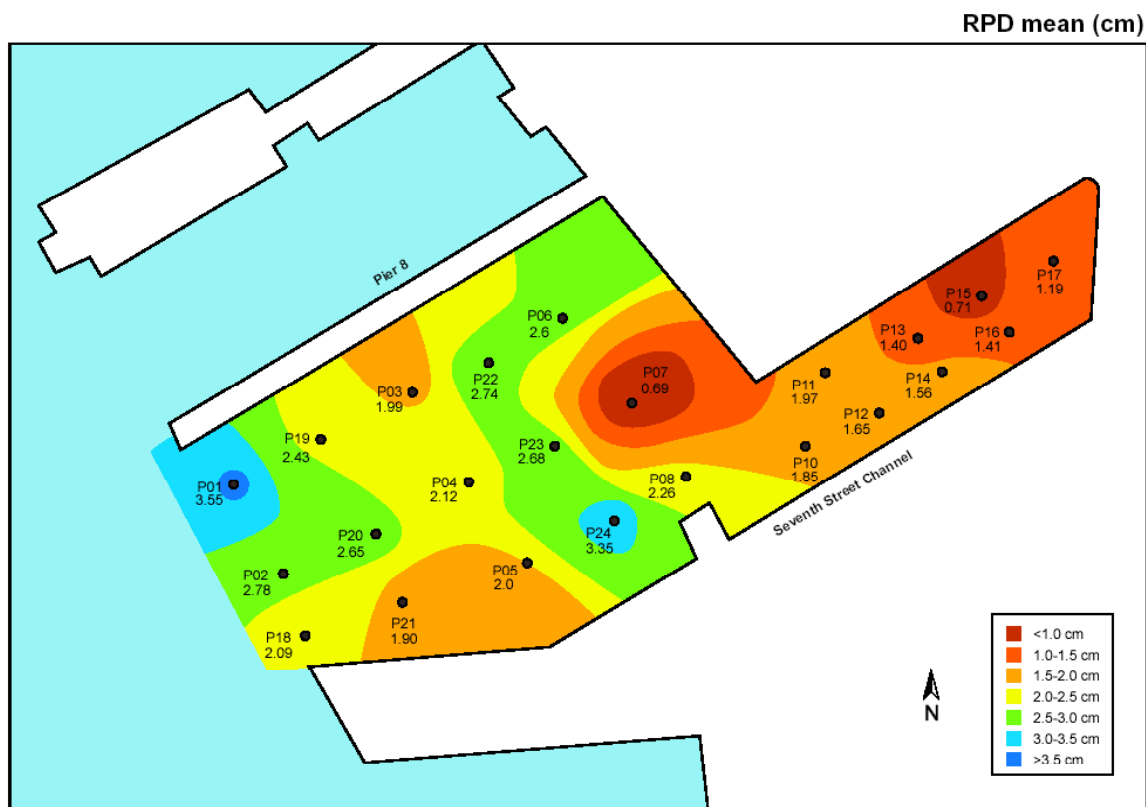 RPD mean (cm)
Pier 8
P17
1.19
P15
0.71
P06
2.6
P13
1.40
P16
1.41
P22
2.74
P07
0.69
P11
1.97
P14
1.56
P03
1.99
P12
1.65
P19
2.43
P23
2.68
P10
1.85
P08
2.26
P04
2.12
P01
3.55
Seventh Street Channel
P24
3.35
P20
2.65
P05
2.0
P02
2.78
P21
1.90
P18
2.09
N
<1.0 cm
1.0-1.5 cm
1.5-2.0 cm
2.0-2.5 cm
2.5-3.0 cm
3.0-3.5 cm
>3.5 cm